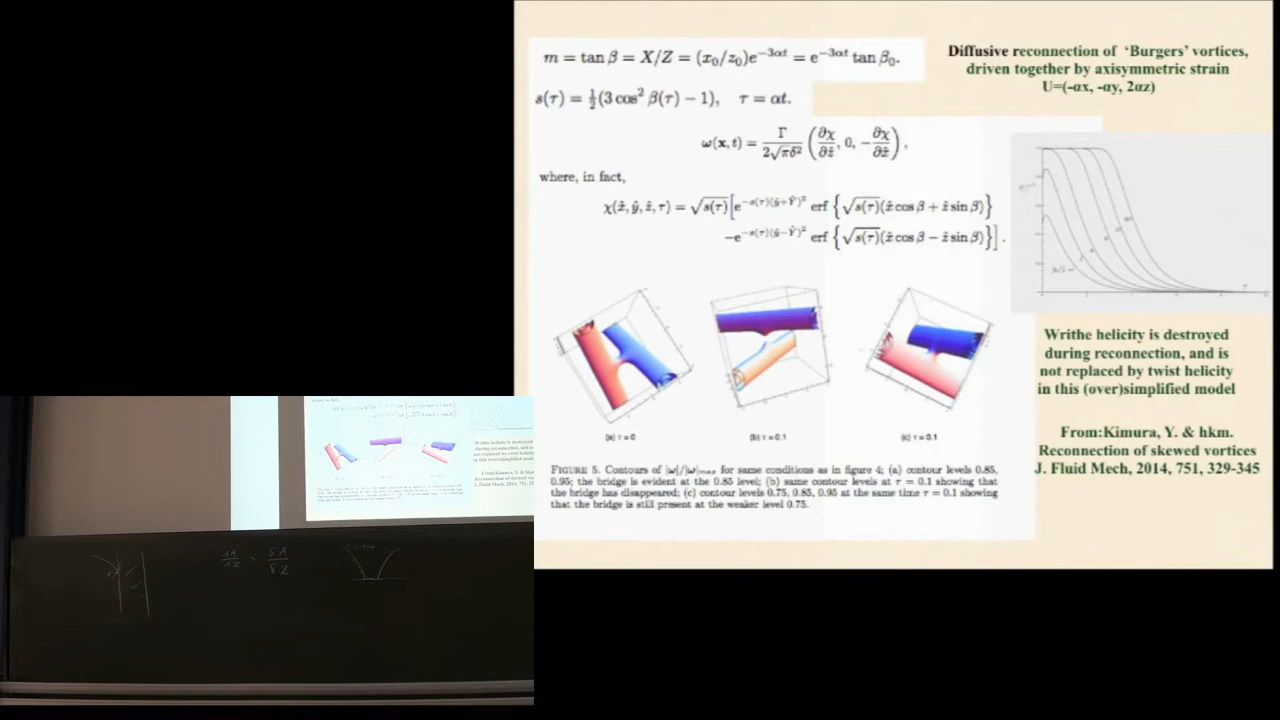 m = tan β = X/Z = (x₀/z₀)e^{-3αt} = e^{-3αt} tan β₀.
s(τ) = ½(3 cos² β(τ) − 1), τ = αt.
ω(x,t) = Γ/(2√πδ²) (∂χ/∂ẑ, 0, −∂χ/∂x̂),
where, in fact,
χ(x̂, ŷ, ẑ, τ) = √s(τ)[e^{-s(τ)(ŷ+Ŷ)²} erf {√s(τ)(x̂ cos β + ẑ sin β)}
−e^{-s(τ)(ŷ−Ŷ)²} erf {√s(τ)(x̂ cos β − ẑ sin β)}].
(a) τ = 0
(b) τ = 0.1
(c) τ = 0.1
FIGURE 5. Contours of |ω|/|ω|max for same conditions as in figure 4; (a) contour levels 0.85,
0.95; the bridge is evident at the 0.85 level; (b) same contour levels at τ = 0.1 showing
that the bridge has disappeared; (c) contour levels 0.75, 0.85, 0.95 at the same time τ = 0.1 showing
that the bridge is still present at the weaker level 0.75.
Diffusive reconnection of ‘Burgers’ vortices,
driven together by axisymmetric strain
U=(-αx, -αy, 2αz)
Writhe helicity is destroyed
during reconnection, and is
not replaced by twist helicity
in this (over)simplified model
From:Kimura, Y. & hkm.
Reconnection of skewed vortices
J. Fluid Mech, 2014, 751, 329-345